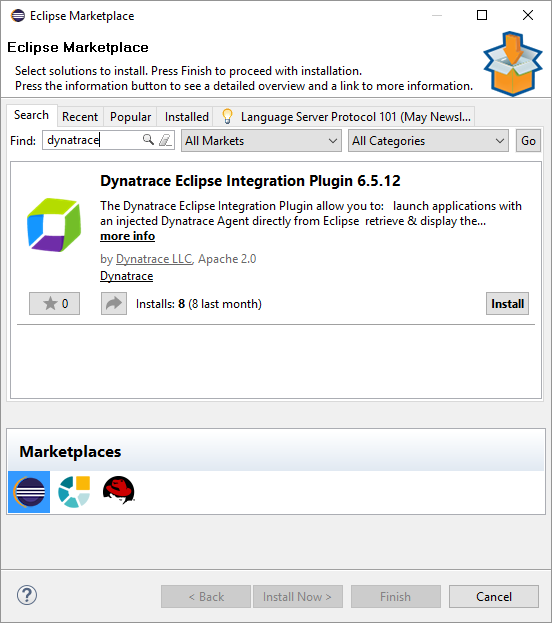 Eclipse Marketplace
Eclipse Marketplace
Select solutions to install. Press Finish to proceed with installation.
Press the information button to see a detailed overview and a link to more information.
Search Recent Popular Installed Language Server Protocol 101 (May Newsl...
Find: dynatrace All Markets All Categories Go
Dynatrace Eclipse Integration Plugin 6.5.12
The Dynatrace Eclipse Integration Plugin allow you to: launch applications with
an injected Dynatrace Agent directly from Eclipse retrieve & display the...
more info
by Dynatrace LLC, Apache 2.0
Dynatrace
0 Installs: 8 (8 last month) Install
Marketplaces
? < Back Install Now > Finish Cancel